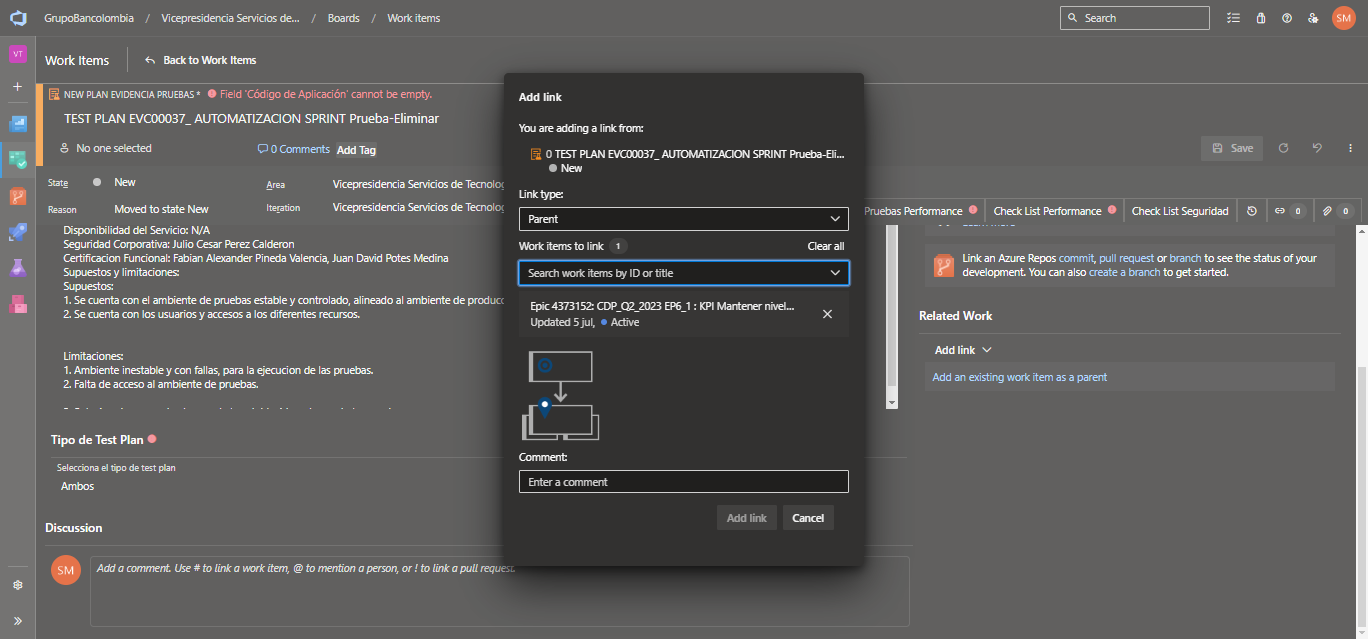 GrupoBancolombia / Vicepresidencia Servicios de... / Boards / Work items
Search
SM
VT
Work Items
Back to Work Items
NEW PLAN EVIDENCIA PRUEBAS * Field 'Código de Aplicación' cannot be empty.
TEST PLAN EVC00037_ AUTOMATIZACION SPRINT Prueba-Eliminar
No one selected
0 Comments
Add Tag
Save
State
New
Area
Vicepresidencia Servicios de Tecnolog
Reason
Moved to state New
Iteration
Vicepresidencia Servicios de Tecnolog
Pruebas Performance
Check List Performance
Check List Seguridad
0
0
Disponibilidad del Servicio: N/A
Seguridad Corporativa: Julio Cesar Perez Calderon
Certificacion Funcional: Fabian Alexander Pineda Valencia, Juan David Potes Medina
Supuestos y limitaciones:
Supuestos:
1. Se cuenta con el ambiente de pruebas estable y controlado, alineado al ambiente de produc
2. Se cuenta con los usuarios y accesos a los diferentes recursos.
Limitaciones:
1. Ambiente inestable y con fallas, para la ejecucion de las pruebas.
2. Falta de acceso al ambiente de pruebas.
Tipo de Test Plan
Selecciona el tipo de test plan
Ambos
Discussion
SM
Add a comment. Use # to link a work item, @ to mention a person, or ! to link a pull request.
Add link
You are adding a link from:
0 TEST PLAN EVC00037_ AUTOMATIZACION SPRINT Prueba-Eli...
New
Link type:
Parent
Work items to link 1
Clear all
Search work items by ID or title
Epic 4373152: CDP_Q2_2023 EP6_1 : KPI Mantener nivel...
Updated 5 jul, Active
Comment:
Enter a comment
Add link
Cancel
Link an Azure Repos commit, pull request or branch to see the status of your
development. You can also create a branch to get started.
Related Work
Add link
Add an existing work item as a parent